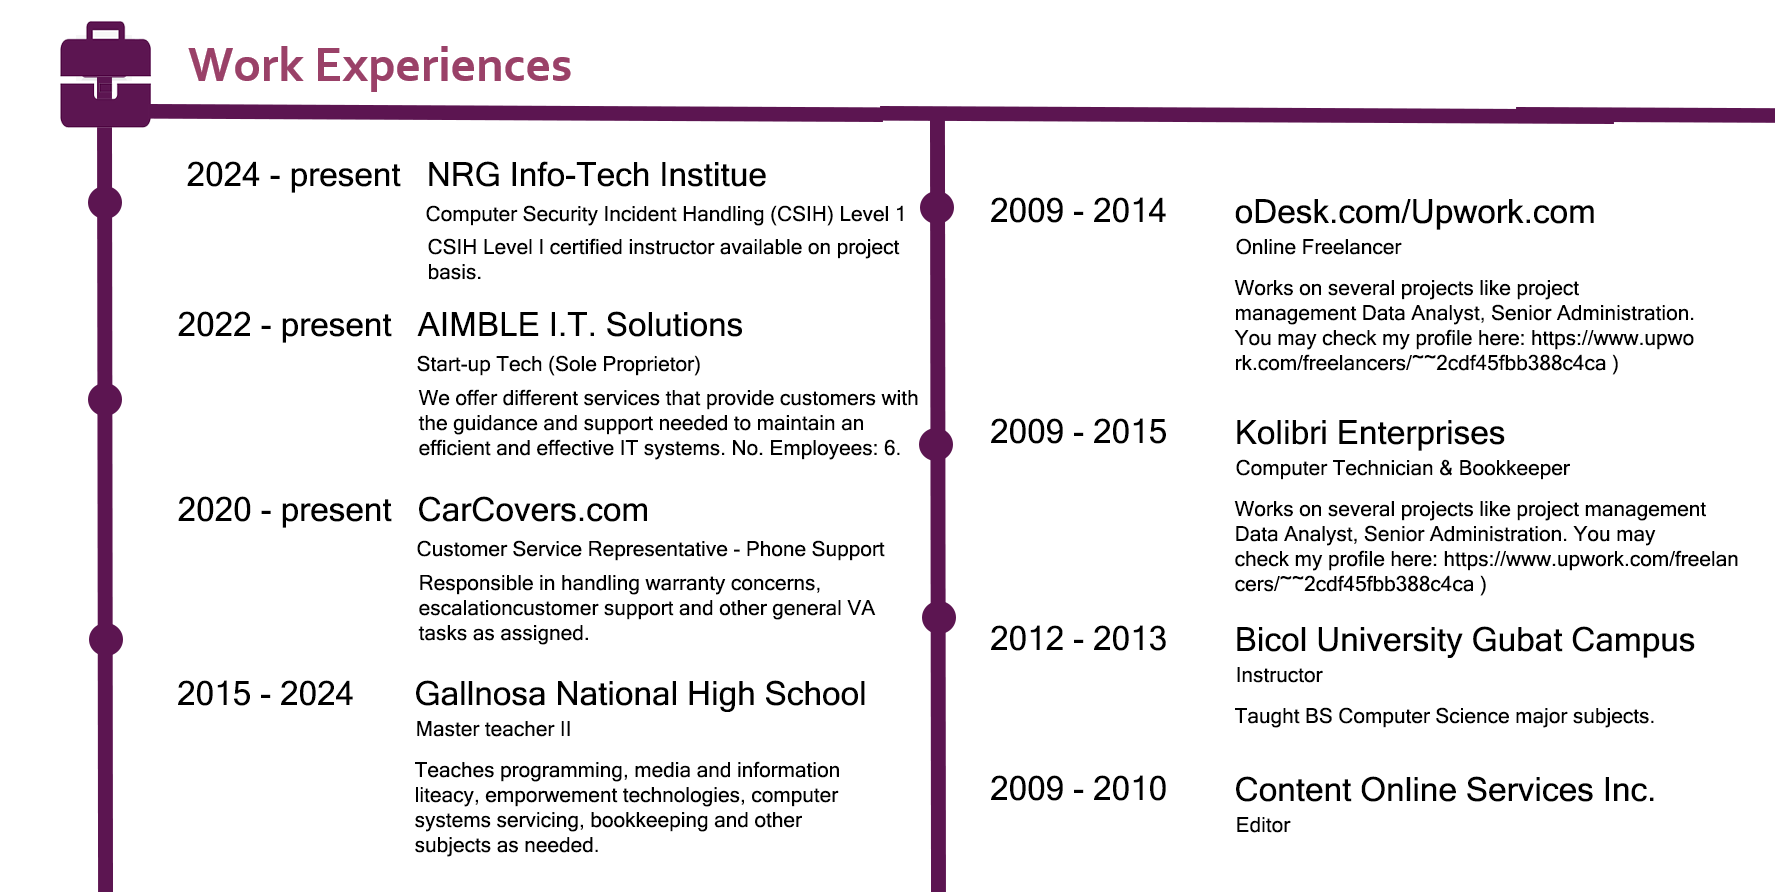 Work Experiences
2024 - present NRG Info-Tech Institue
Computer Security Incident Handling (CSIH) Level 1
CSIH Level I certified instructor available on project
basis.
2022 - present AIMBLE I.T. Solutions
Start-up Tech (Sole Proprietor)
We offer different services that provide customers with
the guidance and support needed to maintain an
efficient and effective IT systems. No. Employees: 6.
2020 - present CarCovers.com
Customer Service Representative - Phone Support
Responsible in handling warranty concerns,
escalationcustomer support and other general VA
tasks as assigned.
2015 - 2024 GalInosa National High School
Master teacher II
Teaches programming, media and information
liteacy, emporwement technologies, computer
systems servicing, bookkeeping and other
subjects as needed.
2009 - 2014 oDesk.com/Upwork.com
Online Freelancer
Works on several projects like project
management Data Analyst, Senior Administration.
You may check my profile here: https://www.upwo
rk.com/freelancers/~~2cdf45fbb388c4ca )
2009 - 2015 Kolibri Enterprises
Computer Technician & Bookkeeper
Works on several projects like project management
Data Analyst, Senior Administration. You may
check my profile here: https://www.upwork.com/freelan
cers/~~2cdf45fbb388c4ca )
2012 - 2013 Bicol University Gubat Campus
Instructor
Taught BS Computer Science major subjects.
2009 - 2010 Content Online Services Inc.
Editor